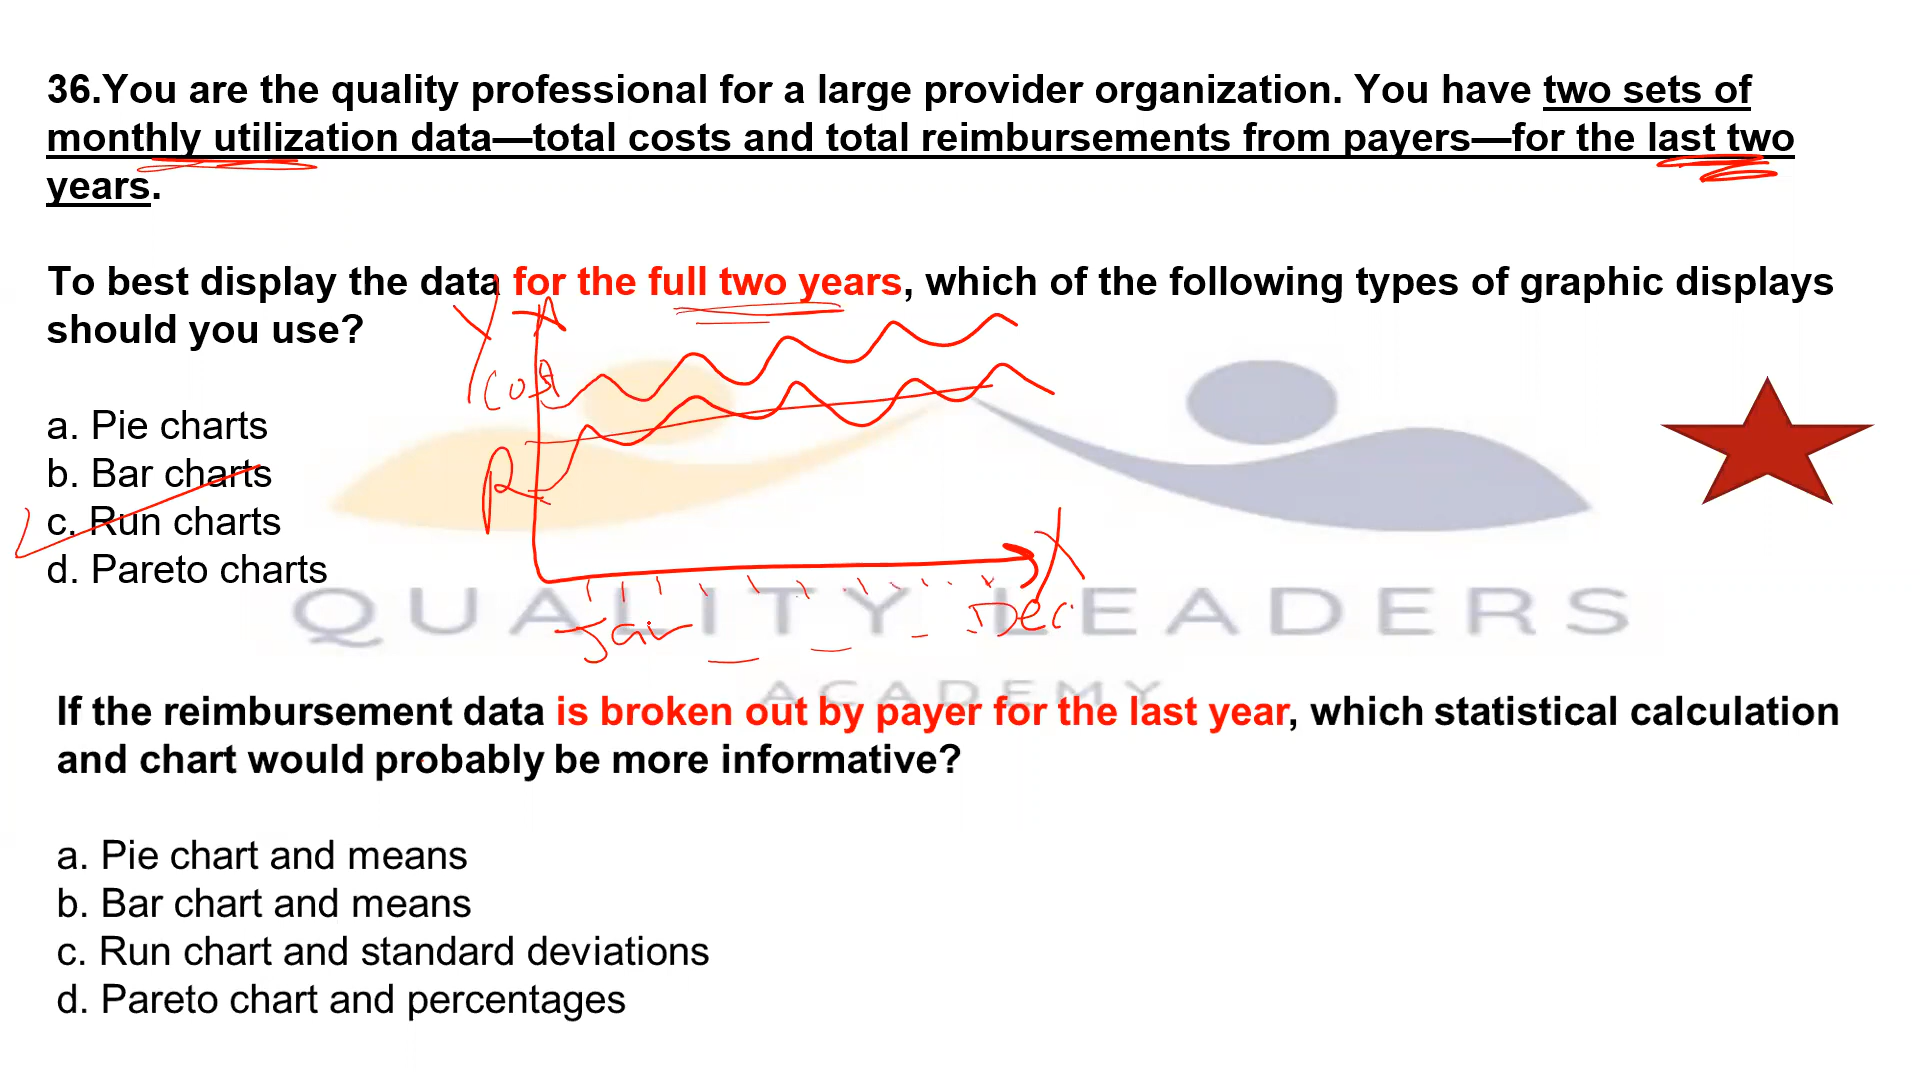 36.You are the quality professional for a large provider organization. You have two sets of
monthly utilization data—total costs and total reimbursements from payers—for the last two
years.
To best display the data for the full two years, which of the following types of graphic displays
should you use?
Y
Cost
a. Pie charts
b. Bar charts
R
c. Run charts
X
d. Pareto charts
Jan
Dec
QUALITY LEADERS
ACADEMY
If the reimbursement data is broken out by payer for the last year, which statistical calculation
and chart would probably be more informative?
a. Pie chart and means
b. Bar chart and means
c. Run chart and standard deviations
d. Pareto chart and percentages